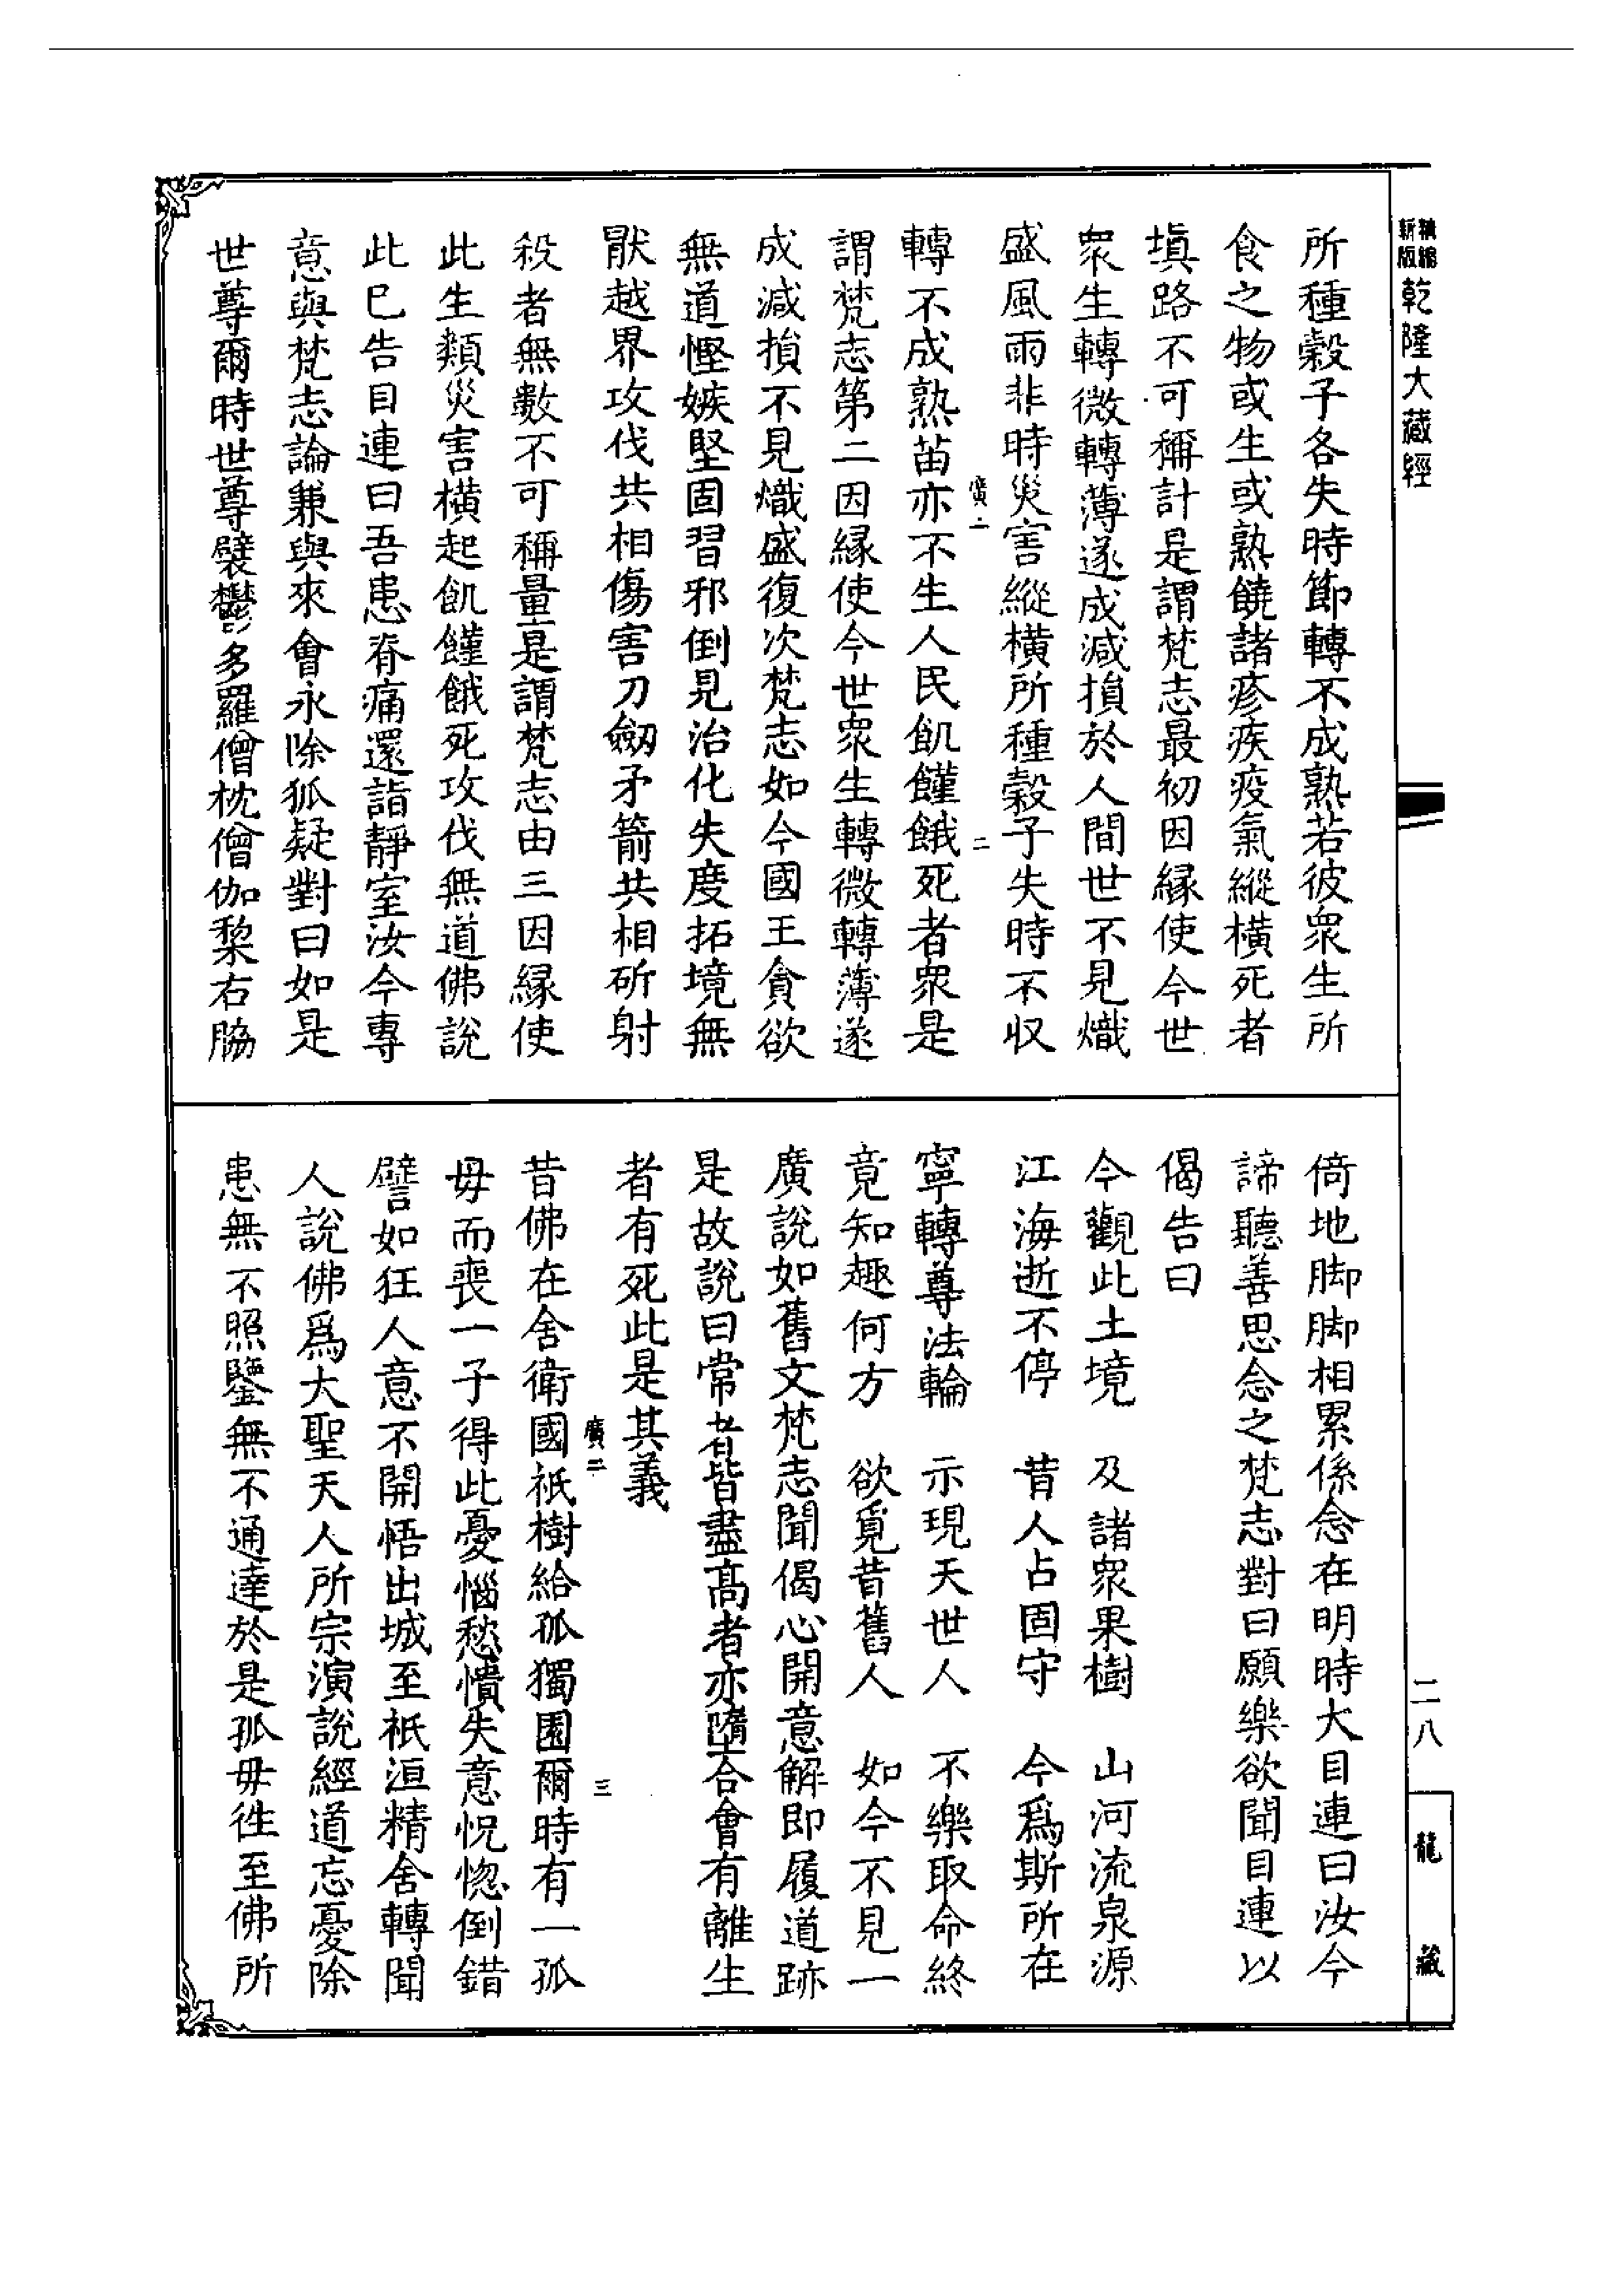 精縮新版乾隆大藏經
所種穀子各失時節轉不成熟若彼衆生所
食之物或生或熟饒諸疹疾疫氣縱橫死者
塡路不可稱計是謂梵志最初因緣使今世
衆生轉微轉薄遂成減損於人間世不見熾
盛風雨非時災害縱橫所種穀子失時不収
廣二
二
轉不成熟苗亦不生人民飢饉餓死者衆是
謂梵志第二因緣使今世衆生轉微轉薄遂
成減損不見熾盛復次梵志如今國王貪欲
無道慳嫉堅固習邪倒見治化失度拓境無
猒越界攻伐共相傷害刀劒矛箭共相斫射
殺者無數不可稱量是謂梵志由三因緣使
此生類災害橫起飢饉餓死攻伐無道佛說
此已告目連曰吾患脊痛還詣靜室汝今專
意與梵志論兼與來會永除狐疑對曰如是
世尊爾時世尊襞鬱多羅僧枕僧伽棃右脇
倚地脚脚相累係念在明時大目連曰汝今
諦聽善思念之梵志對曰願樂欲聞目連以
偈告曰
今觀此土境　及諸衆果樹　山河流泉源
江海逝不停　昔人占固守　今爲斯所在
寧轉尊法輪　示現天世人　不樂取命終
竟知趣何方　欲覓昔舊人　如今不見一
廣說如舊文梵志聞偈心開意解即履道跡
是故說曰常者皆盡高者亦墮合會有離生
者有死此是其義
廣二
三
昔佛在舍衛國祇樹給孤獨園爾時有一孤
母而喪一子得此憂惱愁憒失意怳惚倒錯
譬如狂人意不開悟出城至祇洹精舍轉聞
人說佛爲大聖天人所宗演說經道忘憂除
患無不照鑒無不通達於是孤母徃至佛所
二八
龍藏